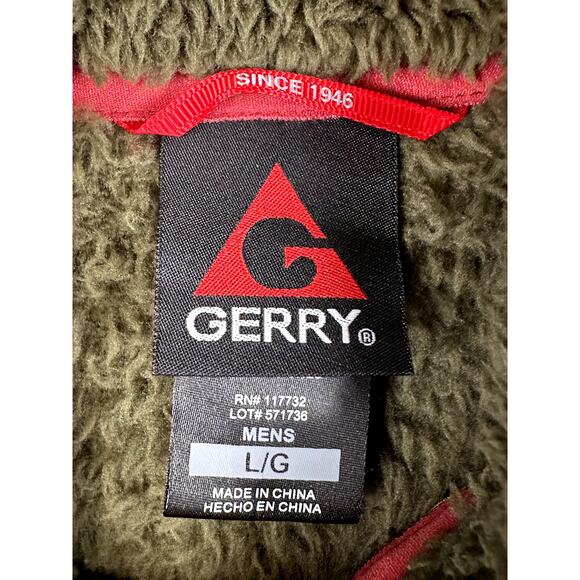 SINCE 1946
G
GERRY®
RN# 117732
LOT# 571736
MENS
L/G
MADE IN CHINA
HECHO EN CHINA